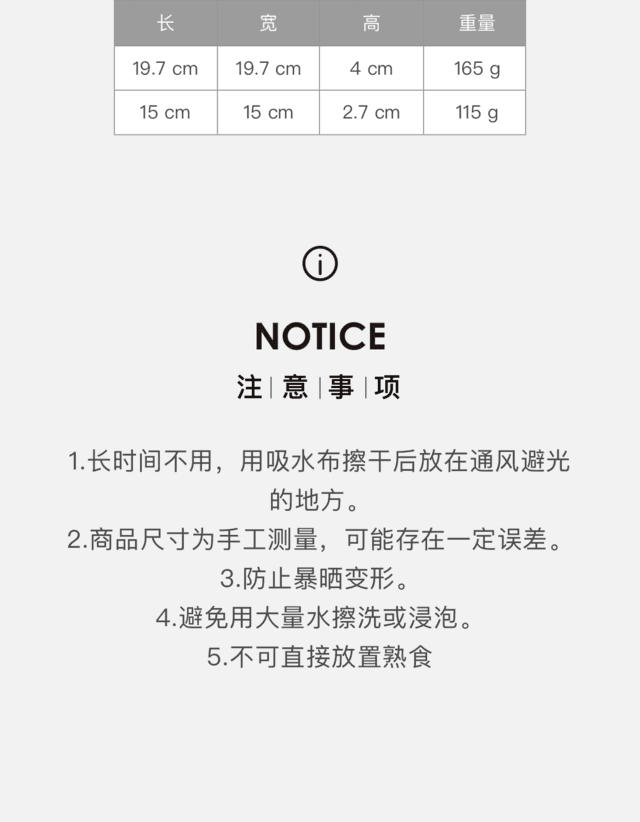 长 宽 高 重量
19.7 cm 19.7 cm 4 cm 165 g
15 cm 15 cm 2.7 cm 115 g
i
NOTICE
注|意|事|项
1.长时间不用，用吸水布擦干后放在通风避光
的地方。
2.商品尺寸为手工测量，可能存在一定误差。
3.防止暴晒变形。
4.避免用大量水擦洗或浸泡。
5.不可直接放置熟食